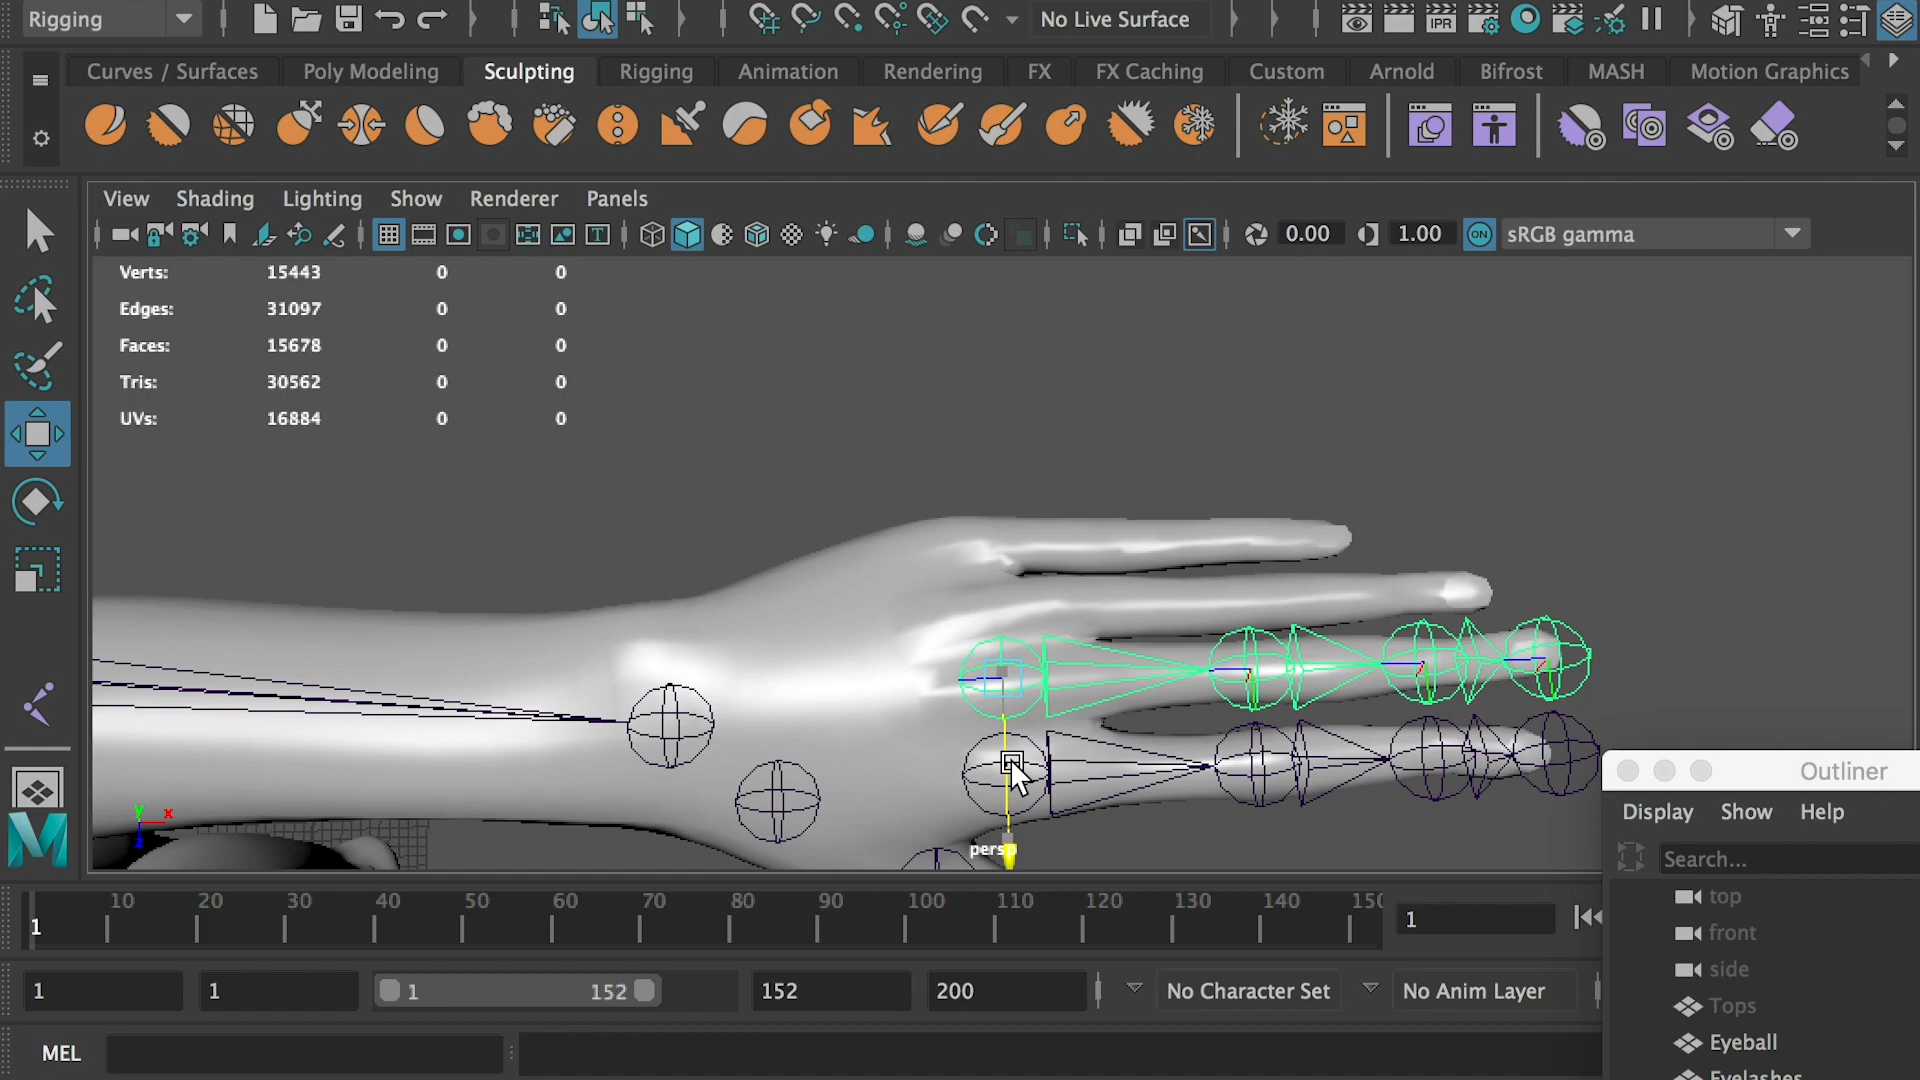 Rigging
No Live Surface
IPR
Curves / Surfaces
Poly Modeling
Sculpting
Rigging
Animation
Rendering
FX
FX Caching
Custom
Arnold
Bifrost
MASH
Motion Graphics
View
Shading
Lighting
Show
Renderer
Panels
0.00
1.00
ON
sRGB gamma
Verts: 15443 0 0
Edges: 31097 0 0
Faces: 15678 0 0
Tris: 30562 0 0
UVs: 16884 0 0
y
x
z
persp
Outliner
Display
Show
Help
Search...
top
front
side
Tops
Eyeball
Eyelashes
10 20 30 40 50 60 70 80 90 100 110 120 130 140 150
1
1
1
1
1
152
152
200
No Character Set
No Anim Layer
MEL